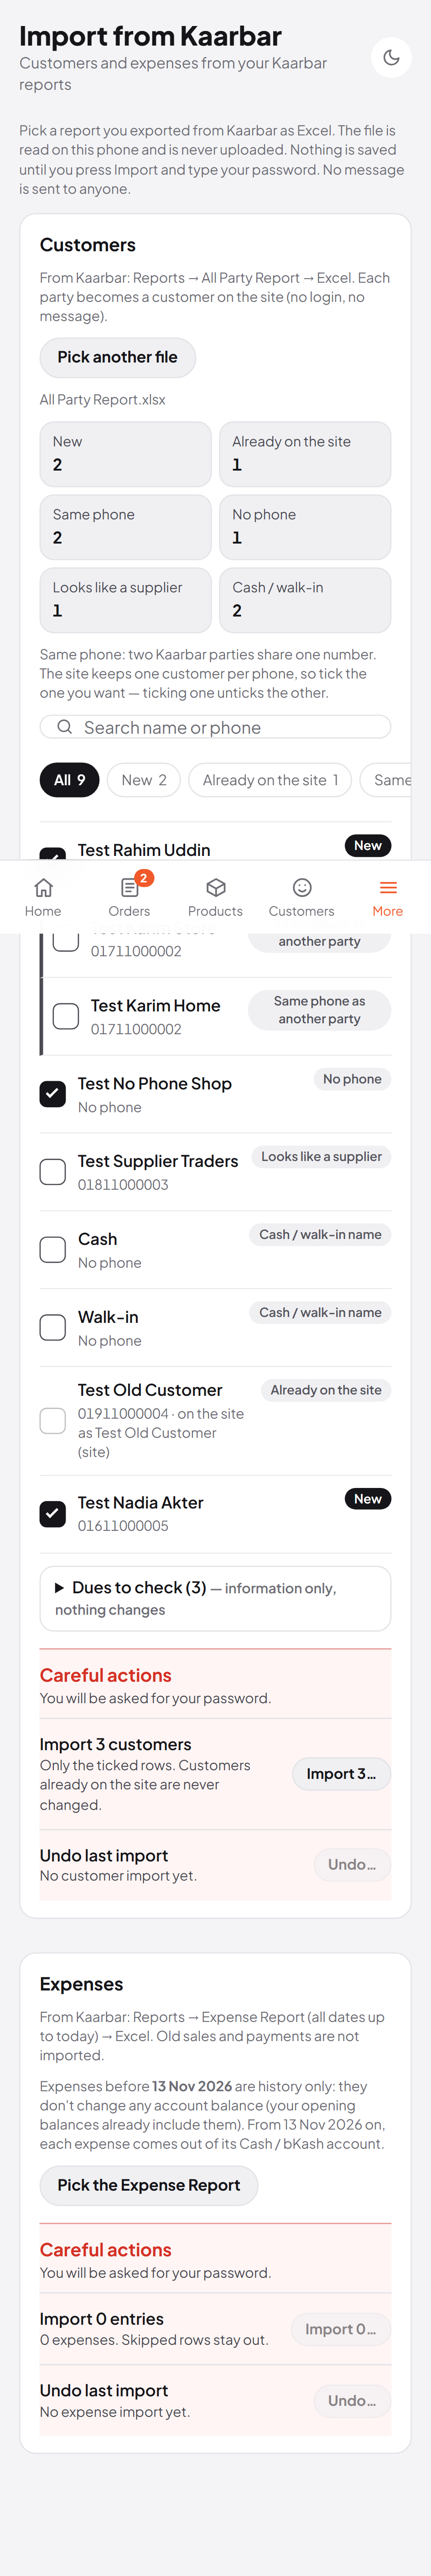 Import from Kaarbar
Customers and expenses from your Kaarbar
reports
Pick a report you exported from Kaarbar as Excel. The file is
read on this phone and is never uploaded. Nothing is saved
until you press Import and type your password. No message
is sent to anyone.
Customers
From Kaarbar: Reports → All Party Report → Excel. Each
party becomes a customer on the site (no login, no
message).
Pick another file
All Party Report.xlsx
New
2
Already on the site
1
Same phone
2
No phone
1
Looks like a supplier
1
Cash / walk-in
2
Same phone: two Kaarbar parties share one number.
The site keeps one customer per phone, so tick the
one you want — ticking one unticks the other.
Search name or phone
All 9
New 2
Already on the site 1
Same
Test Rahim Uddin
New
Home
2
Orders
Products
Customers
More
01711000002
another party
Test Karim Home
01711000002
Same phone as
another party
Test No Phone Shop
No phone
No phone
Test Supplier Traders
01811000003
Looks like a supplier
Cash
No phone
Cash / walk-in name
Walk-in
No phone
Cash / walk-in name
Test Old Customer
01911000004 · on the site
as Test Old Customer
(site)
Already on the site
Test Nadia Akter
01611000005
New
Dues to check (3) — information only,
nothing changes
Careful actions
You will be asked for your password.
Import 3 customers
Only the ticked rows. Customers
already on the site are never
changed.
Import 3…
Undo last import
No customer import yet.
Undo…
Expenses
From Kaarbar: Reports → Expense Report (all dates up
to today) → Excel. Old sales and payments are not
imported.
Expenses before 13 Nov 2026 are history only: they
don't change any account balance (your opening
balances already include them). From 13 Nov 2026 on,
each expense comes out of its Cash / bKash account.
Pick the Expense Report
Careful actions
You will be asked for your password.
Import 0 entries
0 expenses. Skipped rows stay out.
Import 0…
Undo last import
No expense import yet.
Undo…